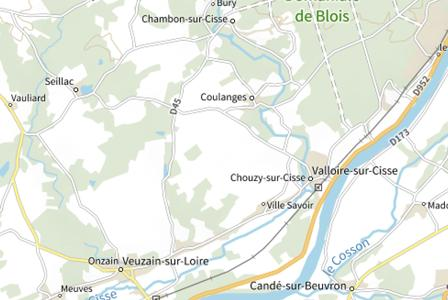 Bury
Chambon-sur-Cisse
de Blois
Seillac
Vauliard
Coulanges
D45
D952
D173
Valloire-sur-Cisse
Chouzy-sur-Cisse
Ville Savoir
Onzain
Veuzain-sur-Loire
le Cosson
Meuves
Cisse
Candé-sur-Beuvron